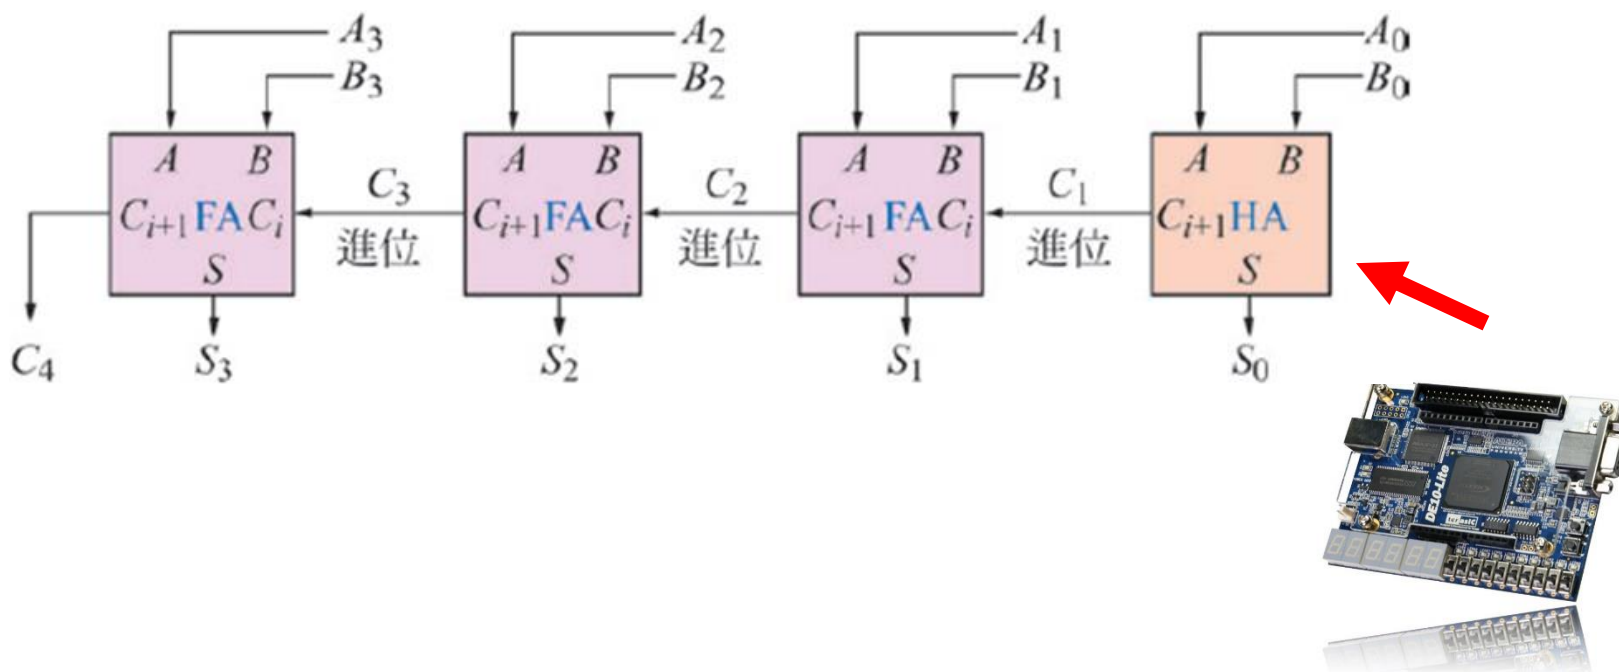 A₃ A₂ A₁ A₀
B₃ B₂ B₁ B₀
A B A B A B A B
C₃ C₂ C₁
Cᵢ₊₁ FA Cᵢ Cᵢ₊₁ FA Cᵢ Cᵢ₊₁ FA Cᵢ Cᵢ₊₁ HA
進位 進位 進位
S S S S
C₄ S₃ S₂ S₁ S₀
DE10-Lite
terasIC